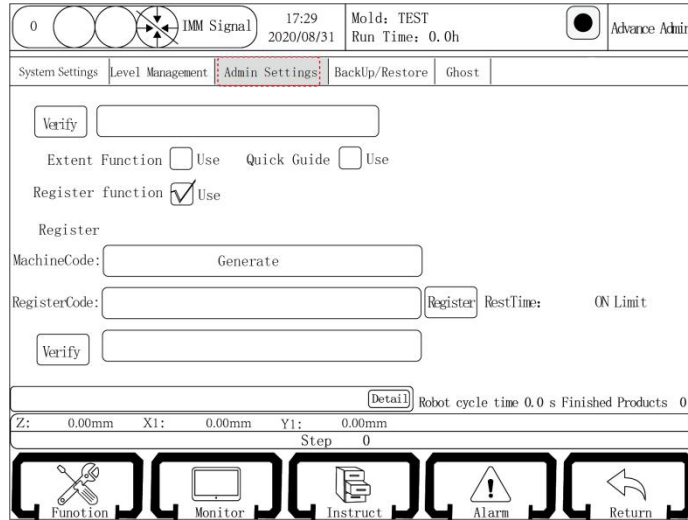 0 IMM Signal 17:29 2020/08/31 Mold: TEST Run Time: 0.0h Advance Admin
System Settings Level Management Admin Settings BackUp/Restore Ghost
Verify
Extent Function Use Quick Guide Use
Register function Use
Register
MachineCode: Generate
RegisterCode: Register RestTime: ON Limit
Verify
Detail Robot cycle time 0.0 s Finished Products 0
Z: 0.00mm X1: 0.00mm Y1: 0.00mm
Step 0
Funotion Monitor Instruct Alarm Return